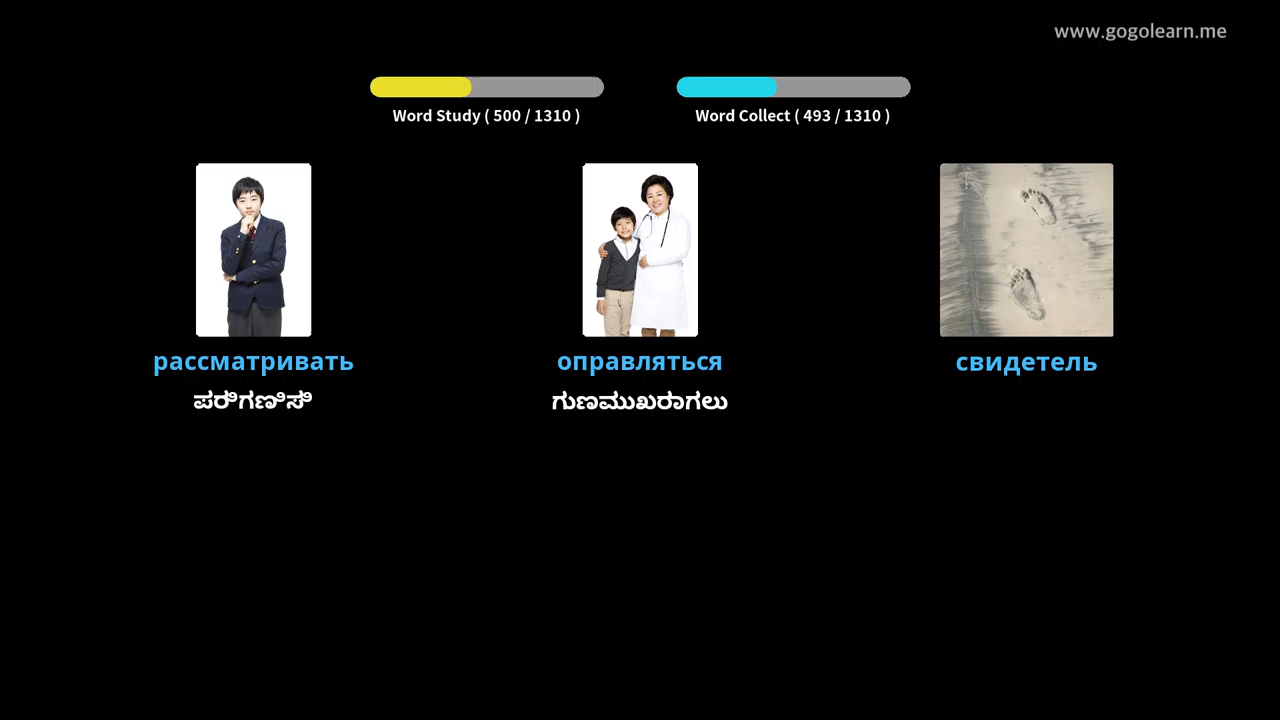 www.gogolearn.me
Word Study ( 500 / 1310 )
Word Collect ( 493 / 1310 )
рассматривать
оправляться
свидетель
ಪರಿಗಣಿಸಿ
ಗುಣಮುಖರಾಗಲು